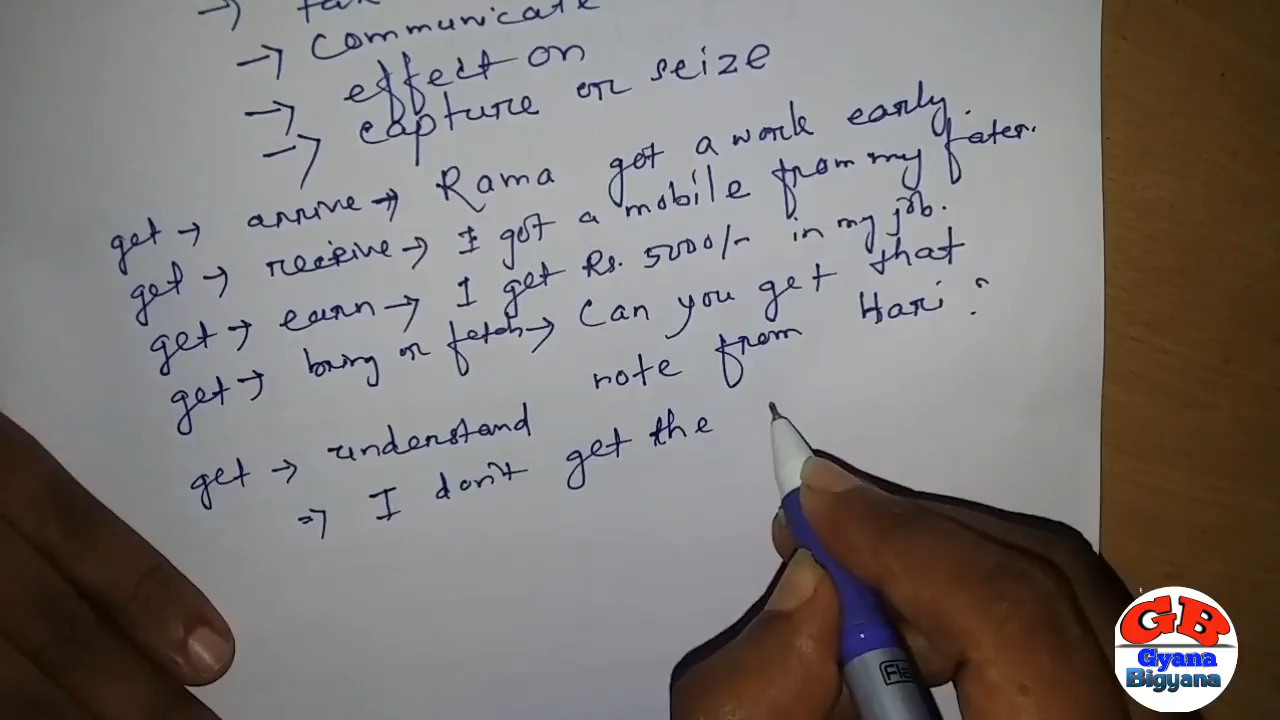 →
→ communicate
→ effect on
→ capture or seize
get → arrive → Rama got a work early.
get → receive → I got a mobile from my fater.
get → earn → I get Rs. 5000/- in my job.
get → bring or fetch → Can you get that
note from Hari ?
get → understand
⇒ I don't get the
GB
Gyana
Bigyana